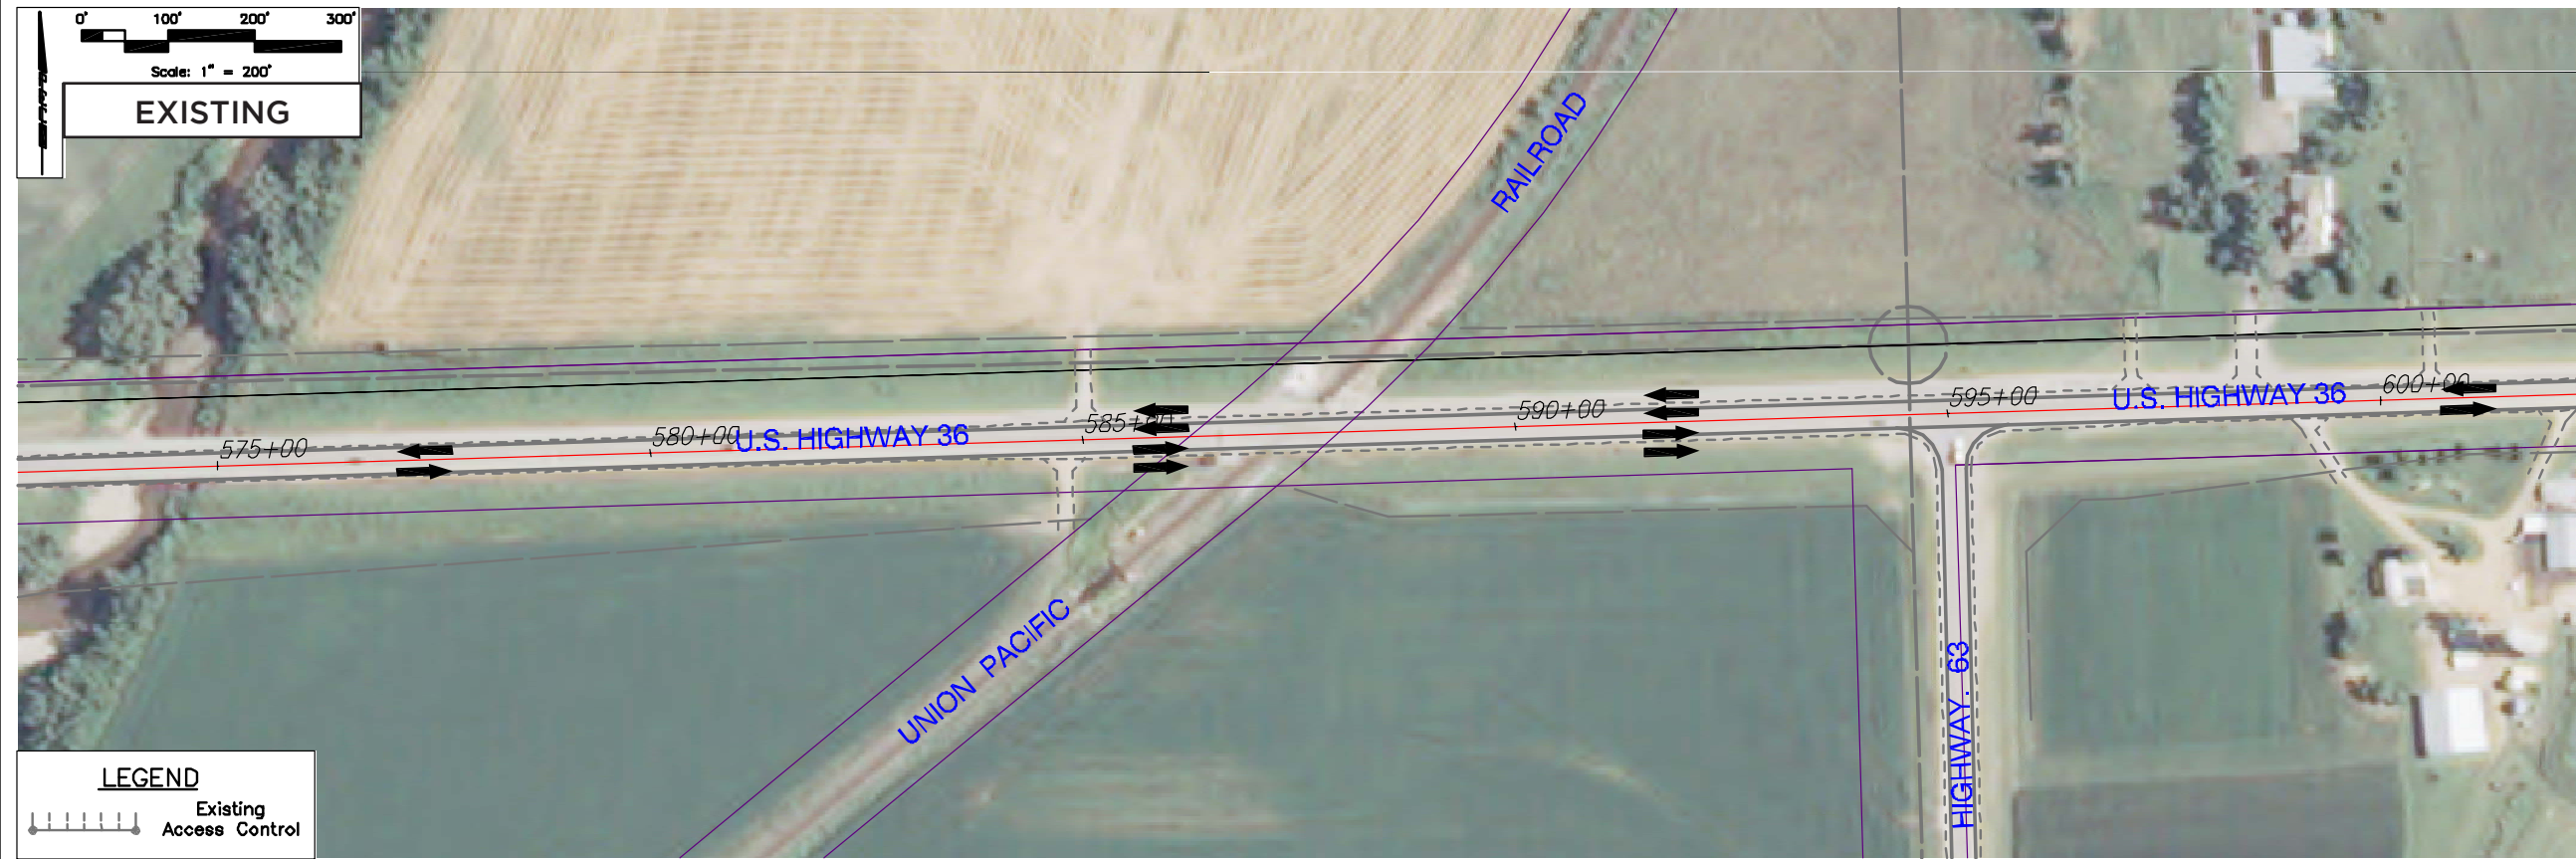 0' 100' 200' 300'
Scale: 1" = 200'
EXISTING
RAILROAD
575+00
580+00
U.S. HIGHWAY 36
585+00
590+00
595+00
U.S. HIGHWAY 36
600+00
UNION PACIFIC
HIGHWAY . 63
LEGEND
Existing
Access Control